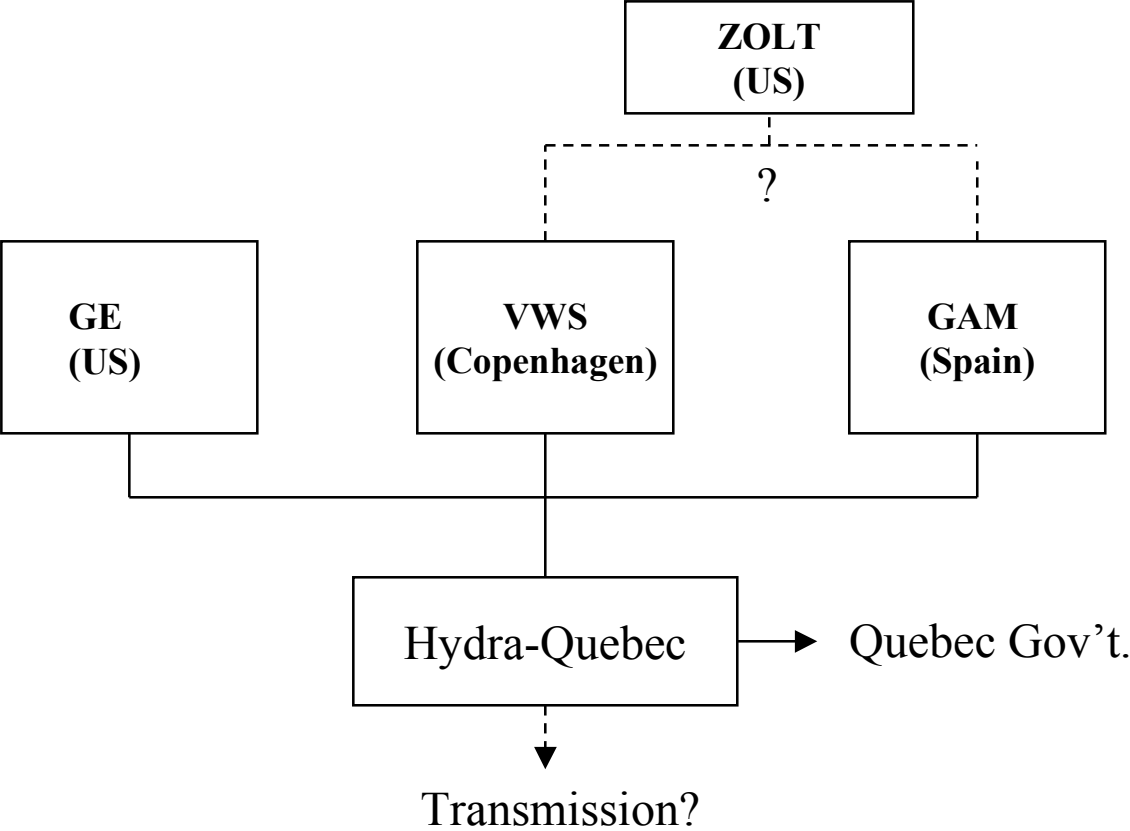 ZOLT
(US)
?
GE
(US)
VWS
(Copenhagen)
GAM
(Spain)
Hydra-Quebec
Quebec Gov’t.
Transmission?